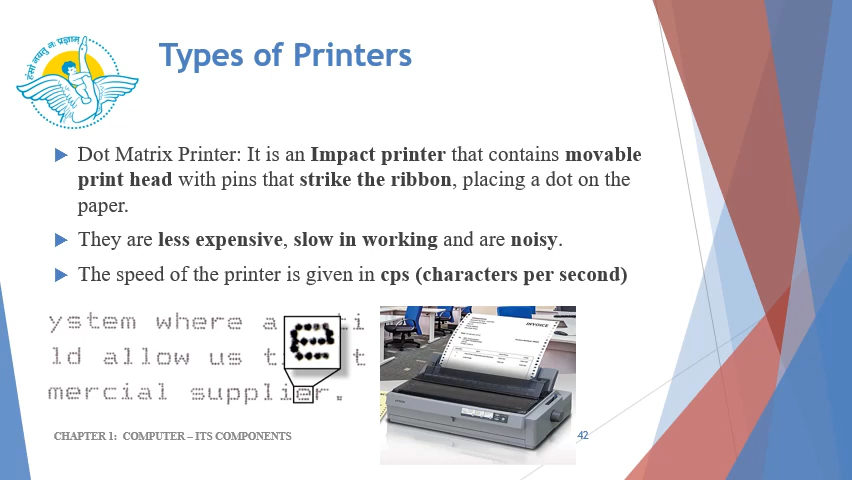 हंसो नयतु नः प्रज्ञाम्
Types of Printers
Dot Matrix Printer: It is an Impact printer that contains movable
print head with pins that strike the ribbon, placing a dot on the
paper.
They are less expensive, slow in working and are noisy.
The speed of the printer is given in cps (characters per second)
ystem where a
ld allow us t t
mercial supplier.
INVOICE
CHAPTER 1: COMPUTER – ITS COMPONENTS
42